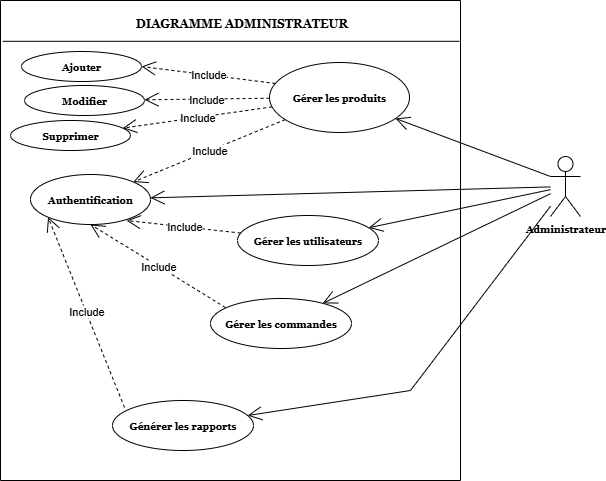 DIAGRAMME ADMINISTRATEUR
Ajouter
Include
Modifier
Include
Gérer les produits
Include
Supprimer
Include
Authentification
Include
Gérer les utilisateurs
Administrateur
Include
Include
Gérer les commandes
Générer les rapports